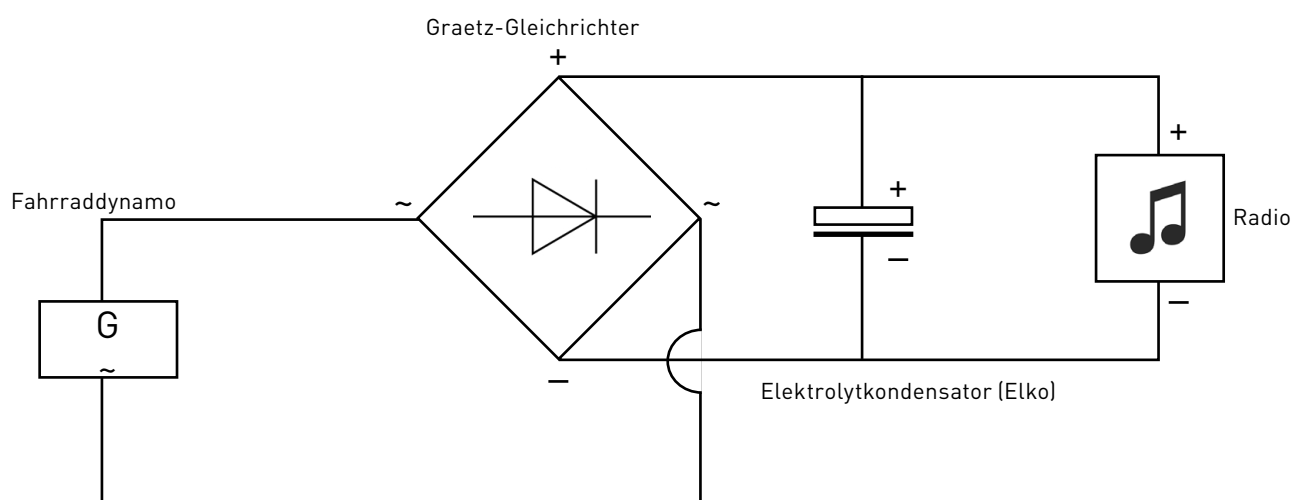 Graetz-Gleichrichter
+
+
Fahrraddynamo
~
~
+
Radio
–
–
G
~
–
Elektrolytkondensator (Elko)